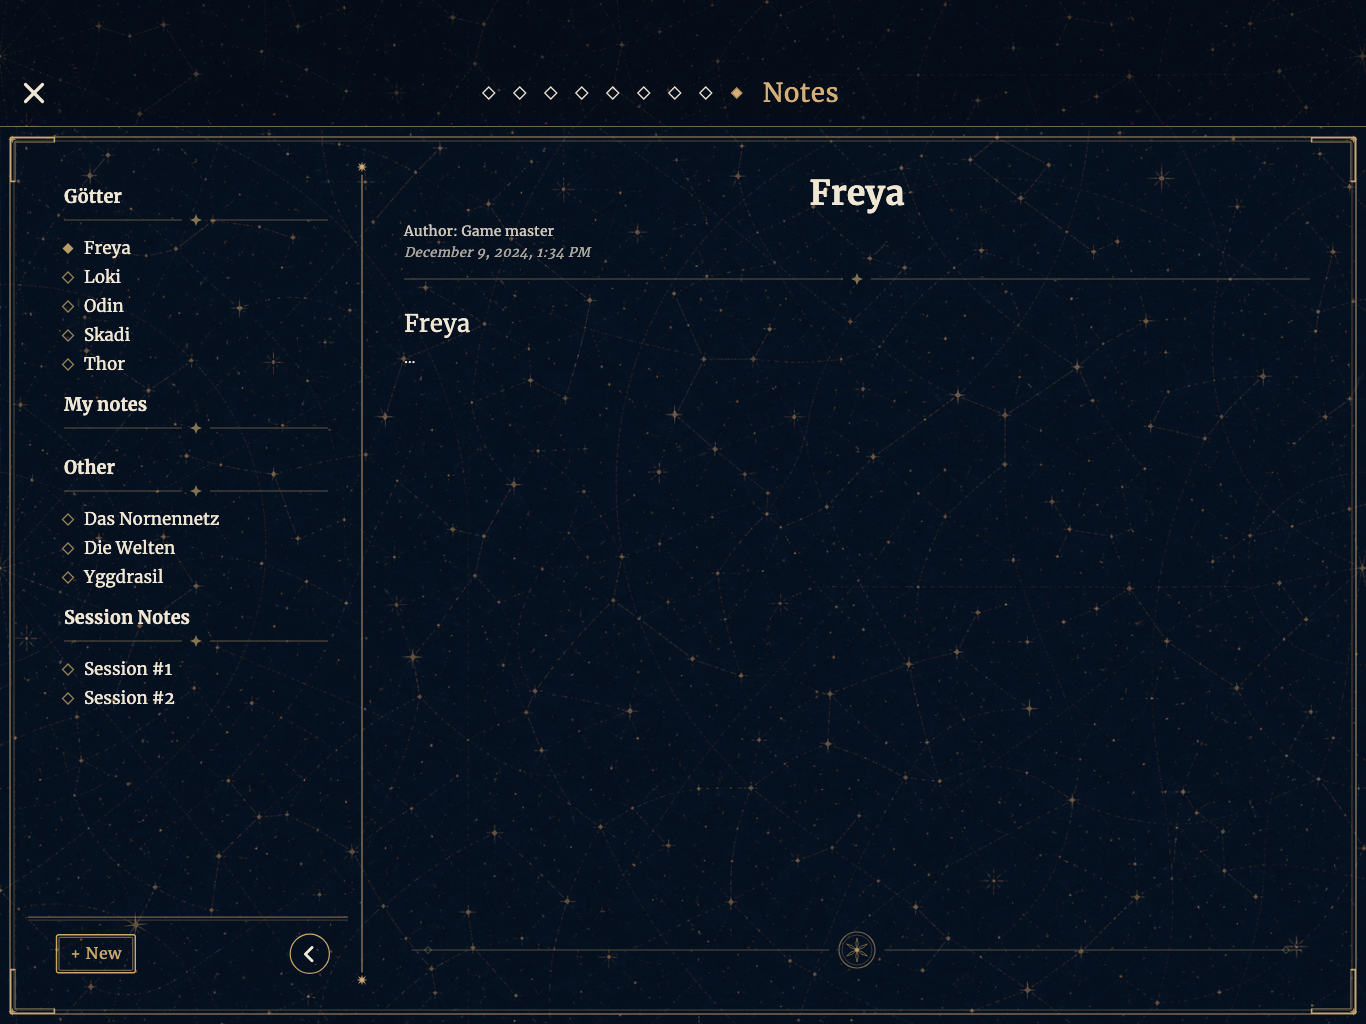 Notes
Götter
Freya
Loki
Odin
Skadi
Thor
My notes
Other
Das Nornennetz
Die Welten
Yggdrasil
Session Notes
Session #1
Session #2
+ New
Freya
Author: Game master
December 9, 2024, 1:34 PM
Freya
...